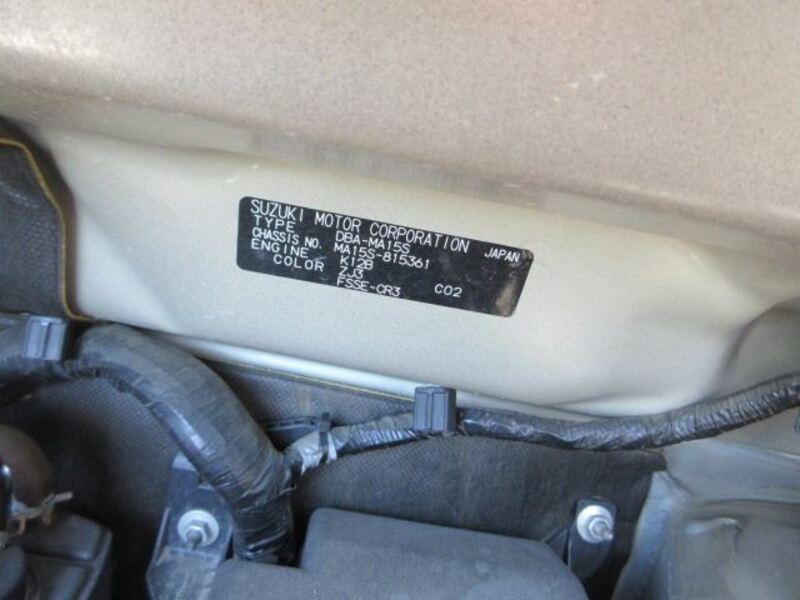 SUZUKI MOTOR CORPORATION JAPAN
TYPE DBA-MA15S
CHASSIS NO. MA15S-815361
ENGINE K12B
COLOR ZJ3
FSSE-CR3 C02